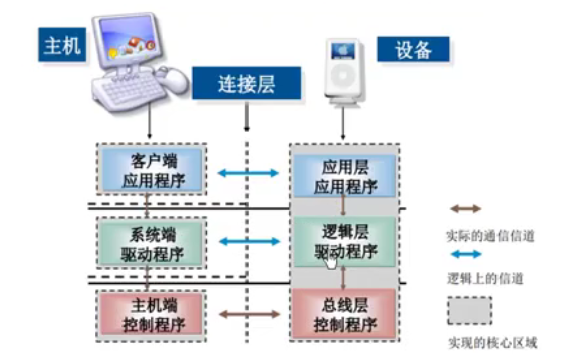 主机
设备
连接层
客户端
应用程序
应用层
应用程序
系统端
驱动程序
逻辑层
驱动程序
主机端
控制程序
总线层
控制程序
实际的通信信道
逻辑上的信道
实现的核心区域